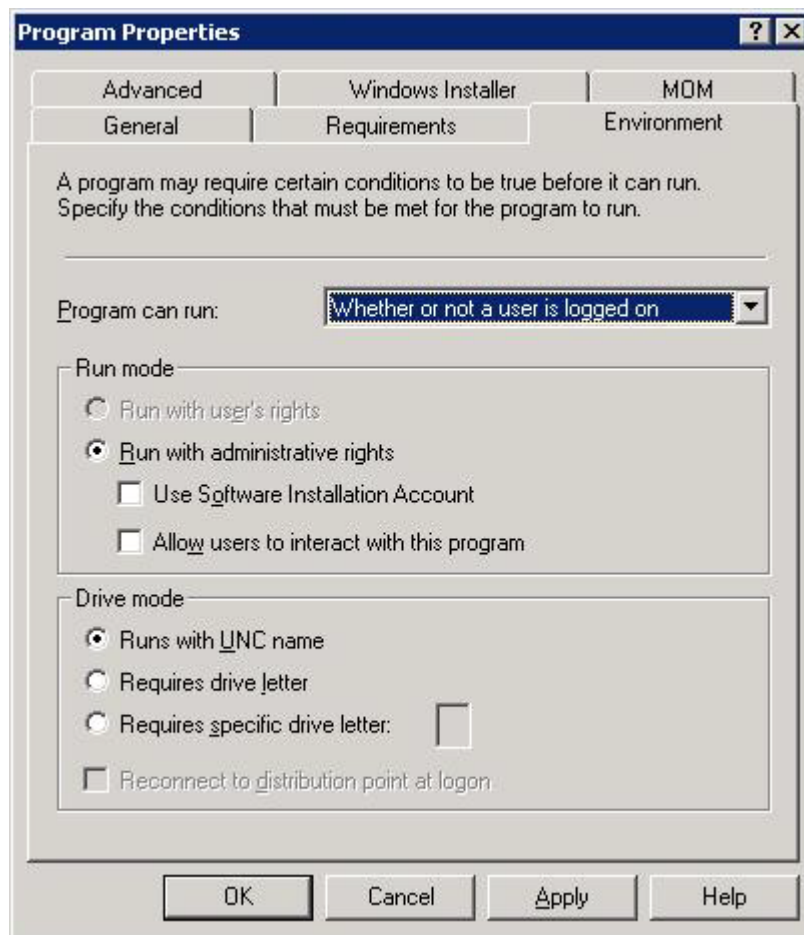 Program Properties
Advanced Windows Installer MOM
General Requirements Environment
A program may require certain conditions to be true before it can run.
Specify the conditions that must be met for the program to run.
Program can run: Whether or not a user is logged on
Run mode
Run with user's rights
Run with administrative rights
Use Software Installation Account
Allow users to interact with this program
Drive mode
Runs with UNC name
Requires drive letter
Requires specific drive letter:
Reconnect to distribution point at logon
OK Cancel Apply Help